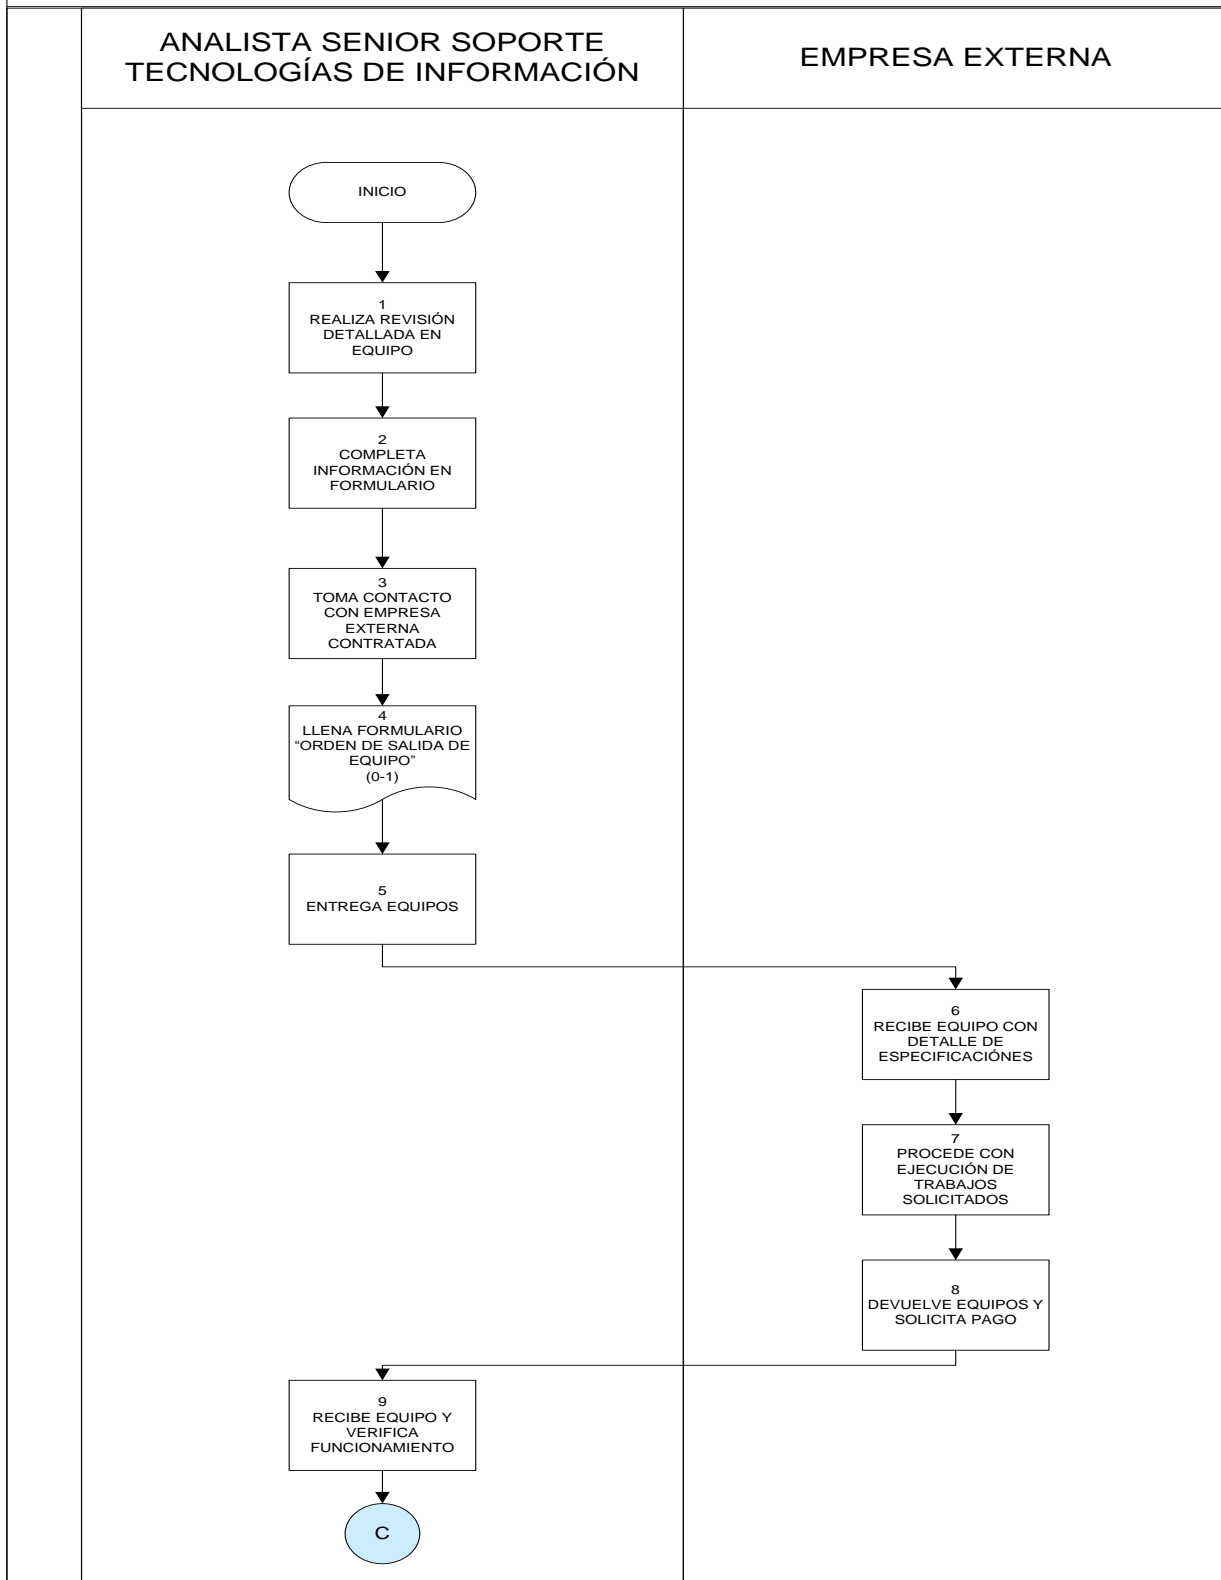 ANALISTA SENIOR SOPORTE
TECNOLOGÍAS DE INFORMACIÓN
EMPRESA EXTERNA
INICIO
1
REALIZA REVISIÓN
DETALLADA EN
EQUIPO
2
COMPLETA
INFORMACIÓN EN
FORMULARIO
3
TOMA CONTACTO
CON EMPRESA
EXTERNA
CONTRATADA
4
LLENA FORMULARIO
“ORDEN DE SALIDA DE
EQUIPO”
(0-1)
5
ENTREGA EQUIPOS
6
RECIBE EQUIPO CON
DETALLE DE
ESPECIFICACIÓNES
7
PROCEDE CON
EJECUCIÓN DE
TRABAJOS
SOLICITADOS
8
DEVUELVE EQUIPOS Y
SOLICITA PAGO
9
RECIBE EQUIPO Y
VERIFICA
FUNCIONAMIENTO
C